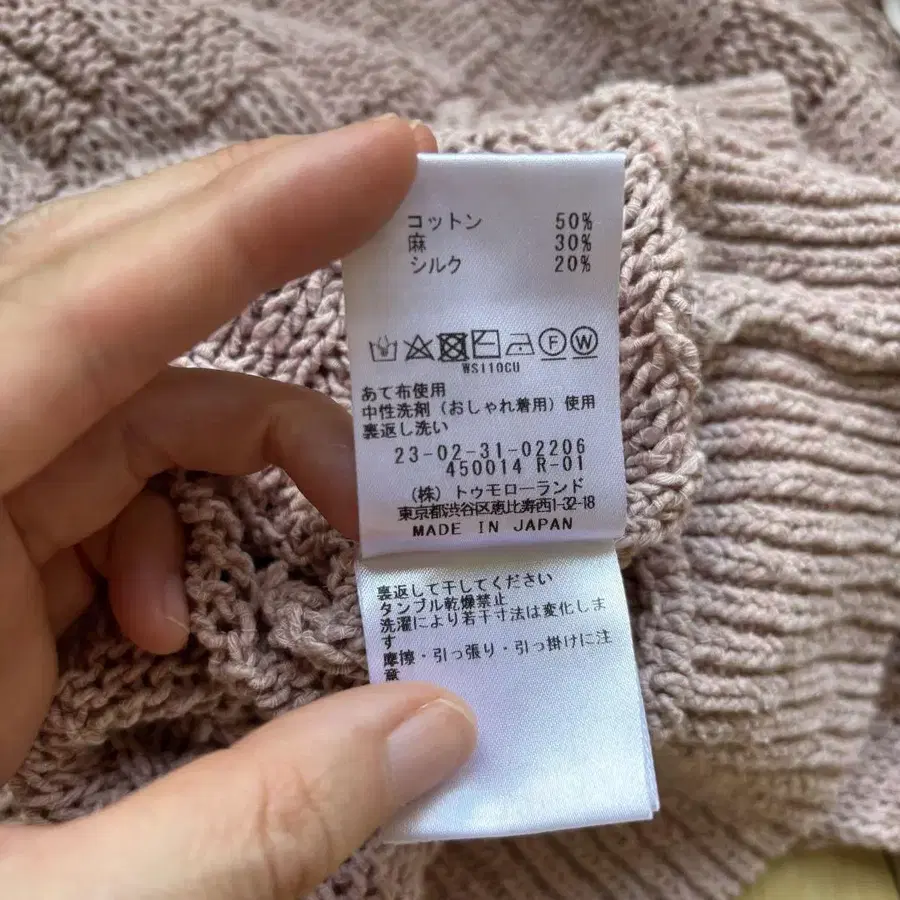 コットン 50%
麻 30%
シルク 20%
F W
WS110CU
あて布使用
中性洗剤（おしゃれ着用）使用
裏返し洗い
23-02-31-02206
450014 R-01
（株）トゥモローランド
東京都渋谷区恵比寿西1-32-18
MADE IN JAPAN
裏返して干してください
タンブル乾燥禁止
洗濯により若干寸法は変化しま
す
摩擦・引っ張り・引っ掛けに注
意